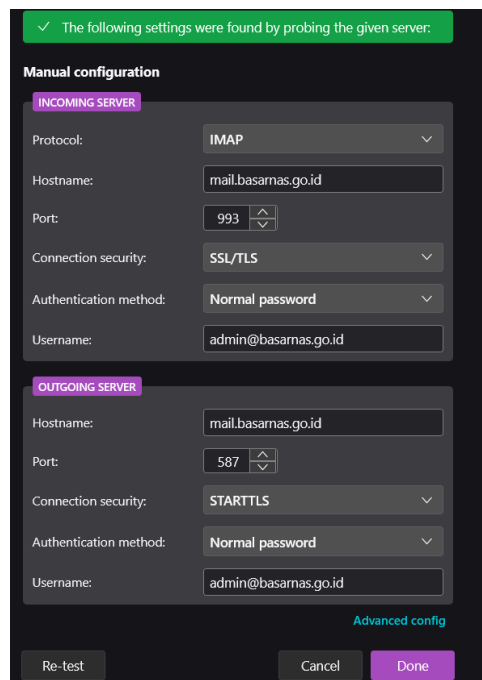 The following settings were found by probing the given server:
Manual configuration
INCOMING SERVER
Protocol: IMAP
Hostname: mail.basarnas.go.id
Port: 993
Connection security: SSL/TLS
Authentication method: Normal password
Username: admin@basarnas.go.id
OUTGOING SERVER
Hostname: mail.basarnas.go.id
Port: 587
Connection security: STARTTLS
Authentication method: Normal password
Username: admin@basarnas.go.id
Advanced config
Re-test Cancel Done